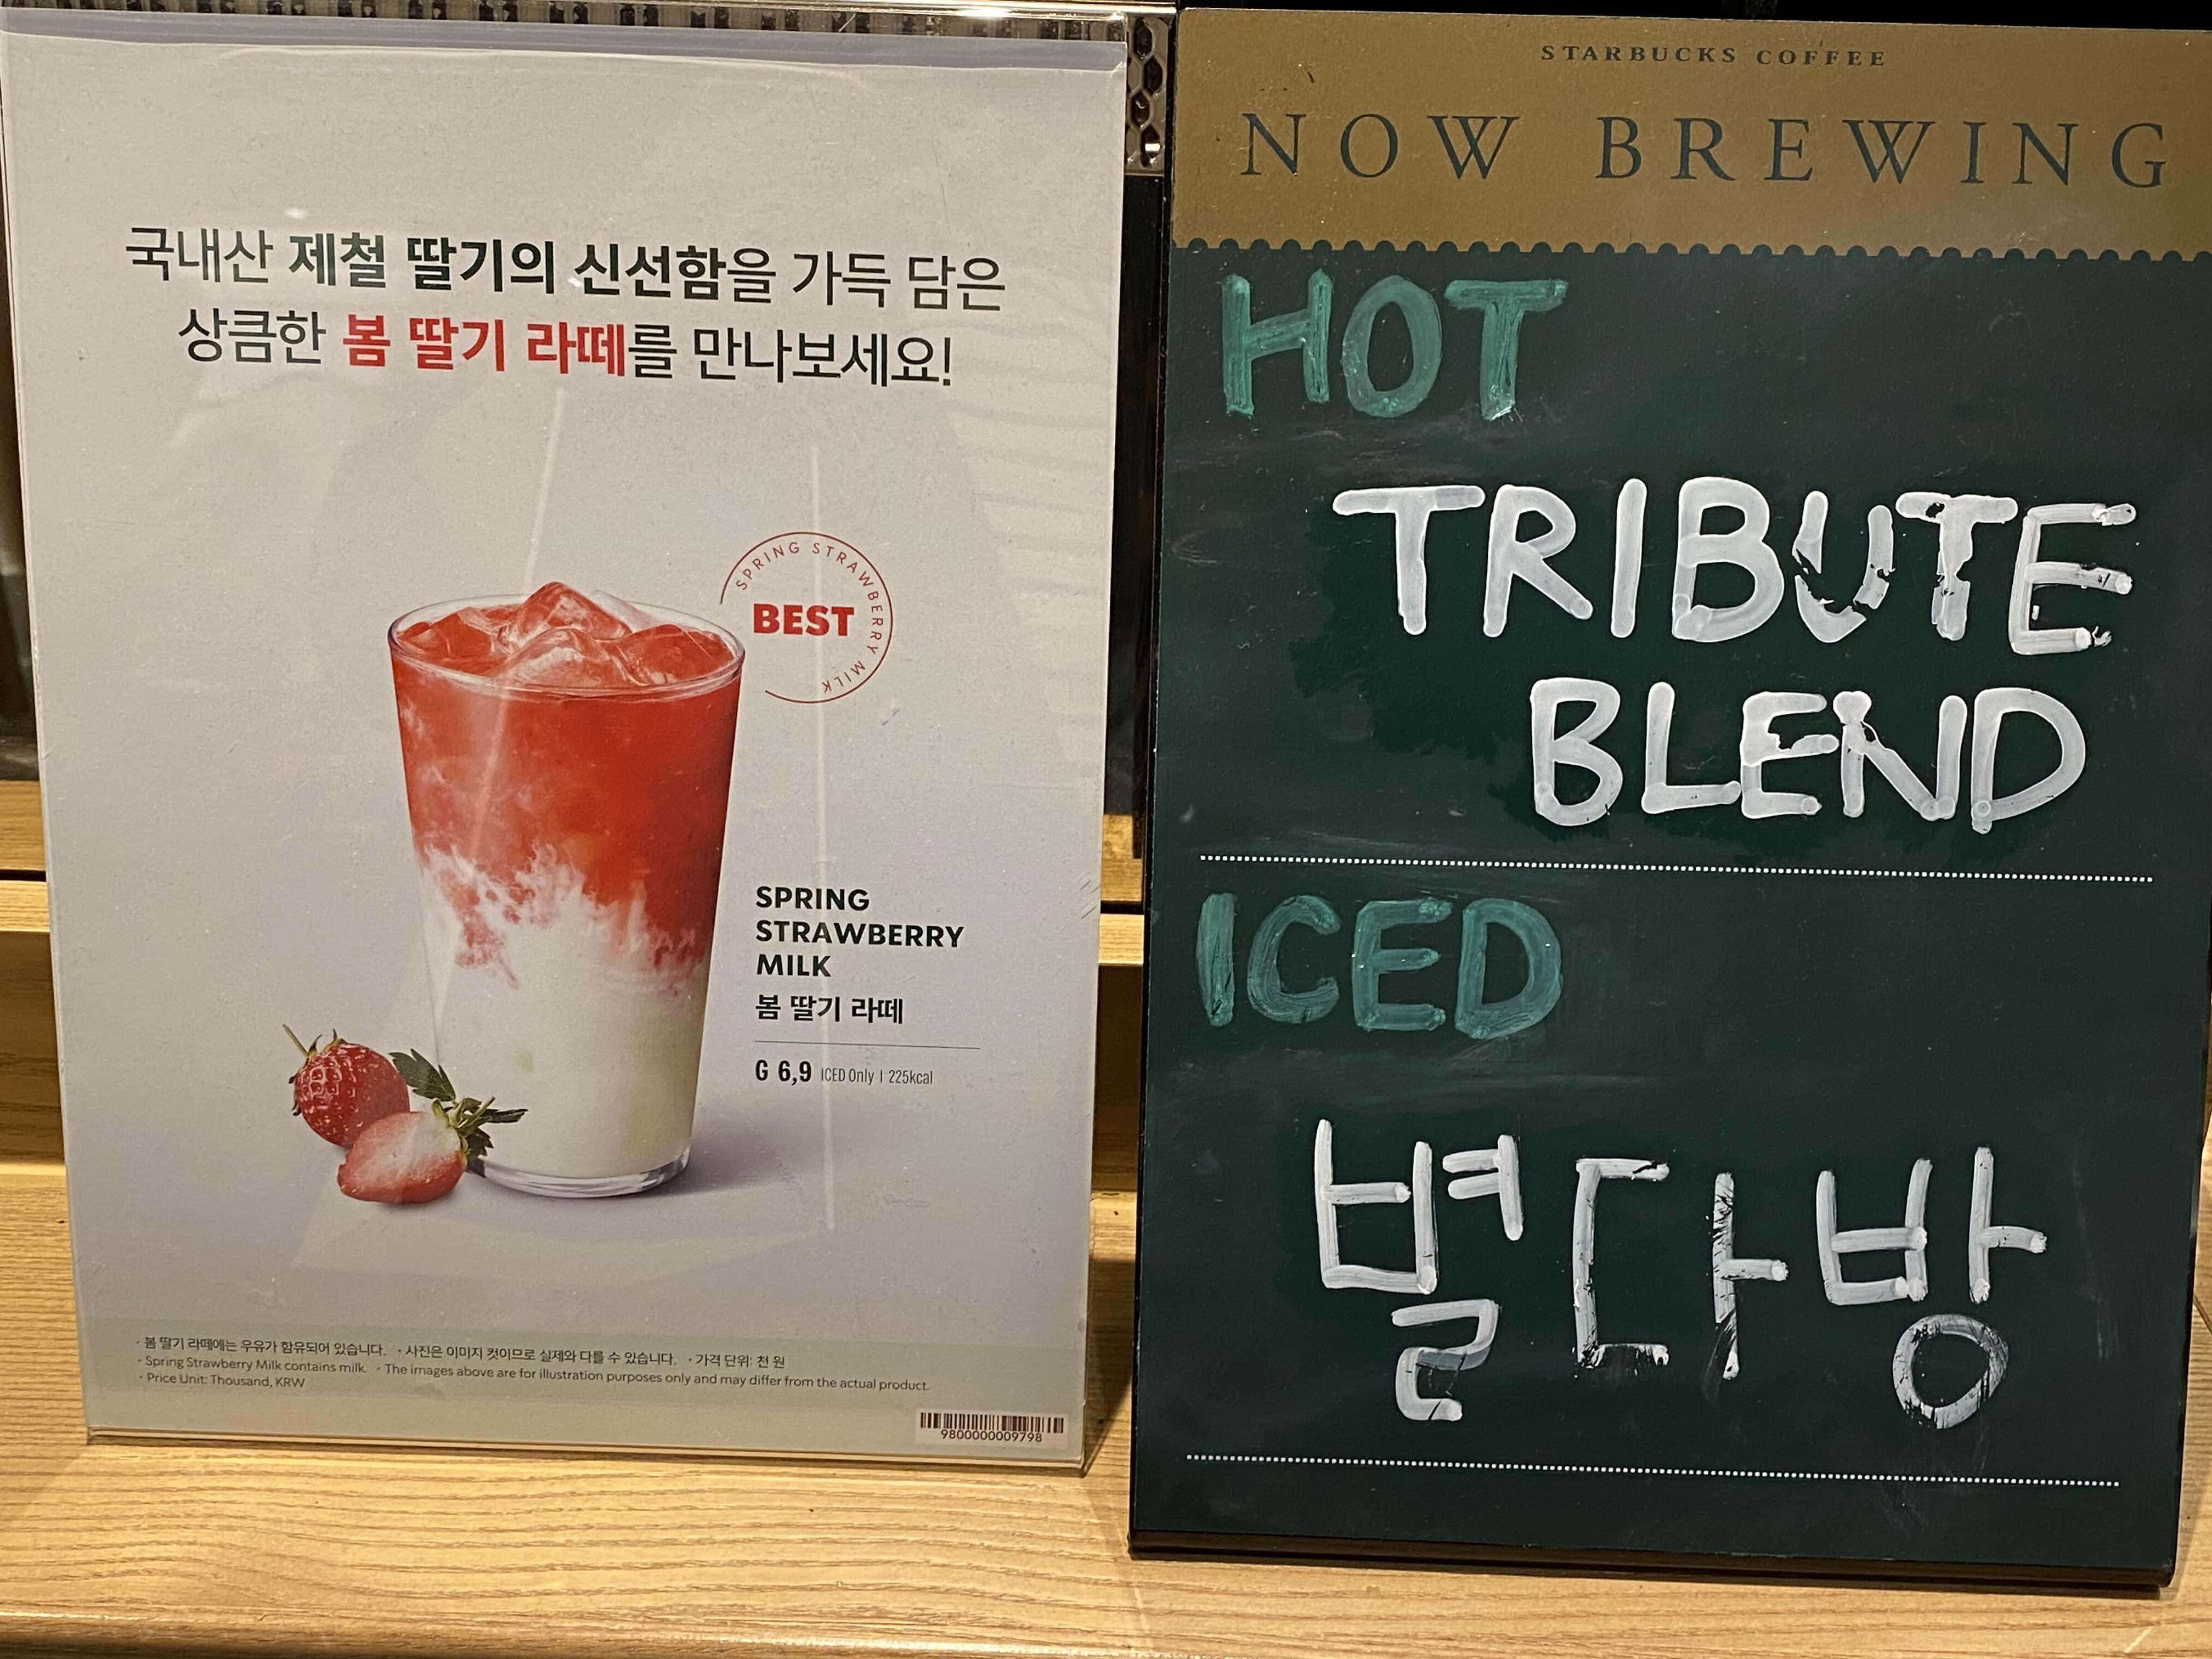 국내산 제철 딸기의 신선함을 가득 담은
상큼한 봄 딸기 라떼를 만나보세요!
SPRING STRAWBERRY MILK
BEST
SPRING
STRAWBERRY
MILK
봄 딸기 라떼
G 6,9 ICED Only | 225kcal
· 봄 딸기 라떼에는 우유가 함유되어 있습니다. · 사진은 이미지 컷이므로 실제와 다를 수 있습니다. · 가격 단위: 천 원
· Spring Strawberry Milk contains milk. · The images above are for illustration purposes only and may differ from the actual product.
· Price Unit: Thousand, KRW
9800000009798
STARBUCKS COFFEE
NOW BREWING
HOT
TRIBUTE
BLEND
ICED
별다방